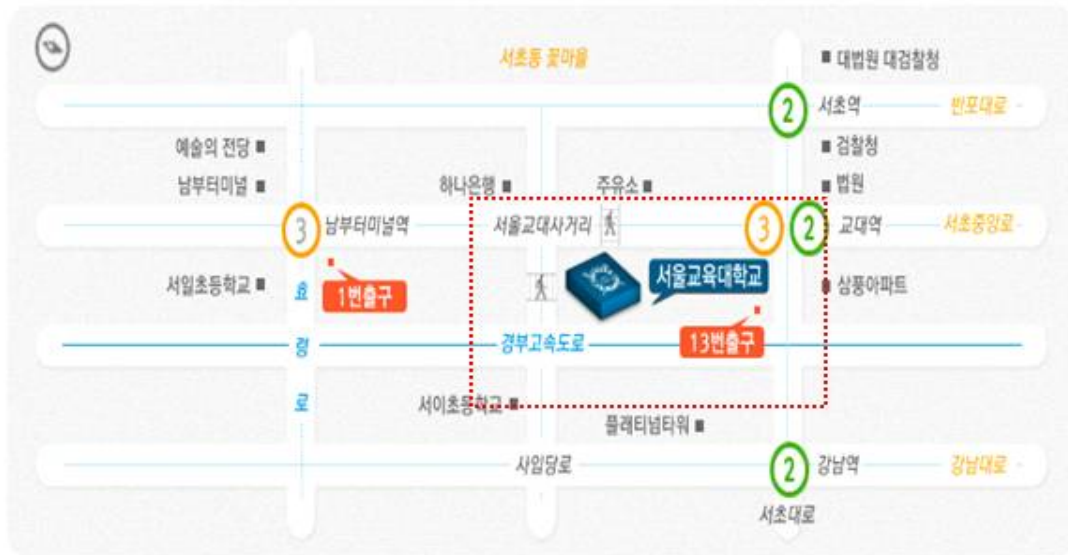 서초동 꽃마을
대법원 대검찰청
2
서초역
반포대로
예술의 전당
검찰청
남부터미널
하나은행
주유소
법원
3
남부터미널역
서울교대사거리
3
2
교대역
서초중앙로
서울교육대학교
서일초등학교
효령로
1번출구
삼풍아파트
경부고속도로
13번출구
서이초등학교
플래티넘타워
사임당로
2
강남역
강남대로
서초대로